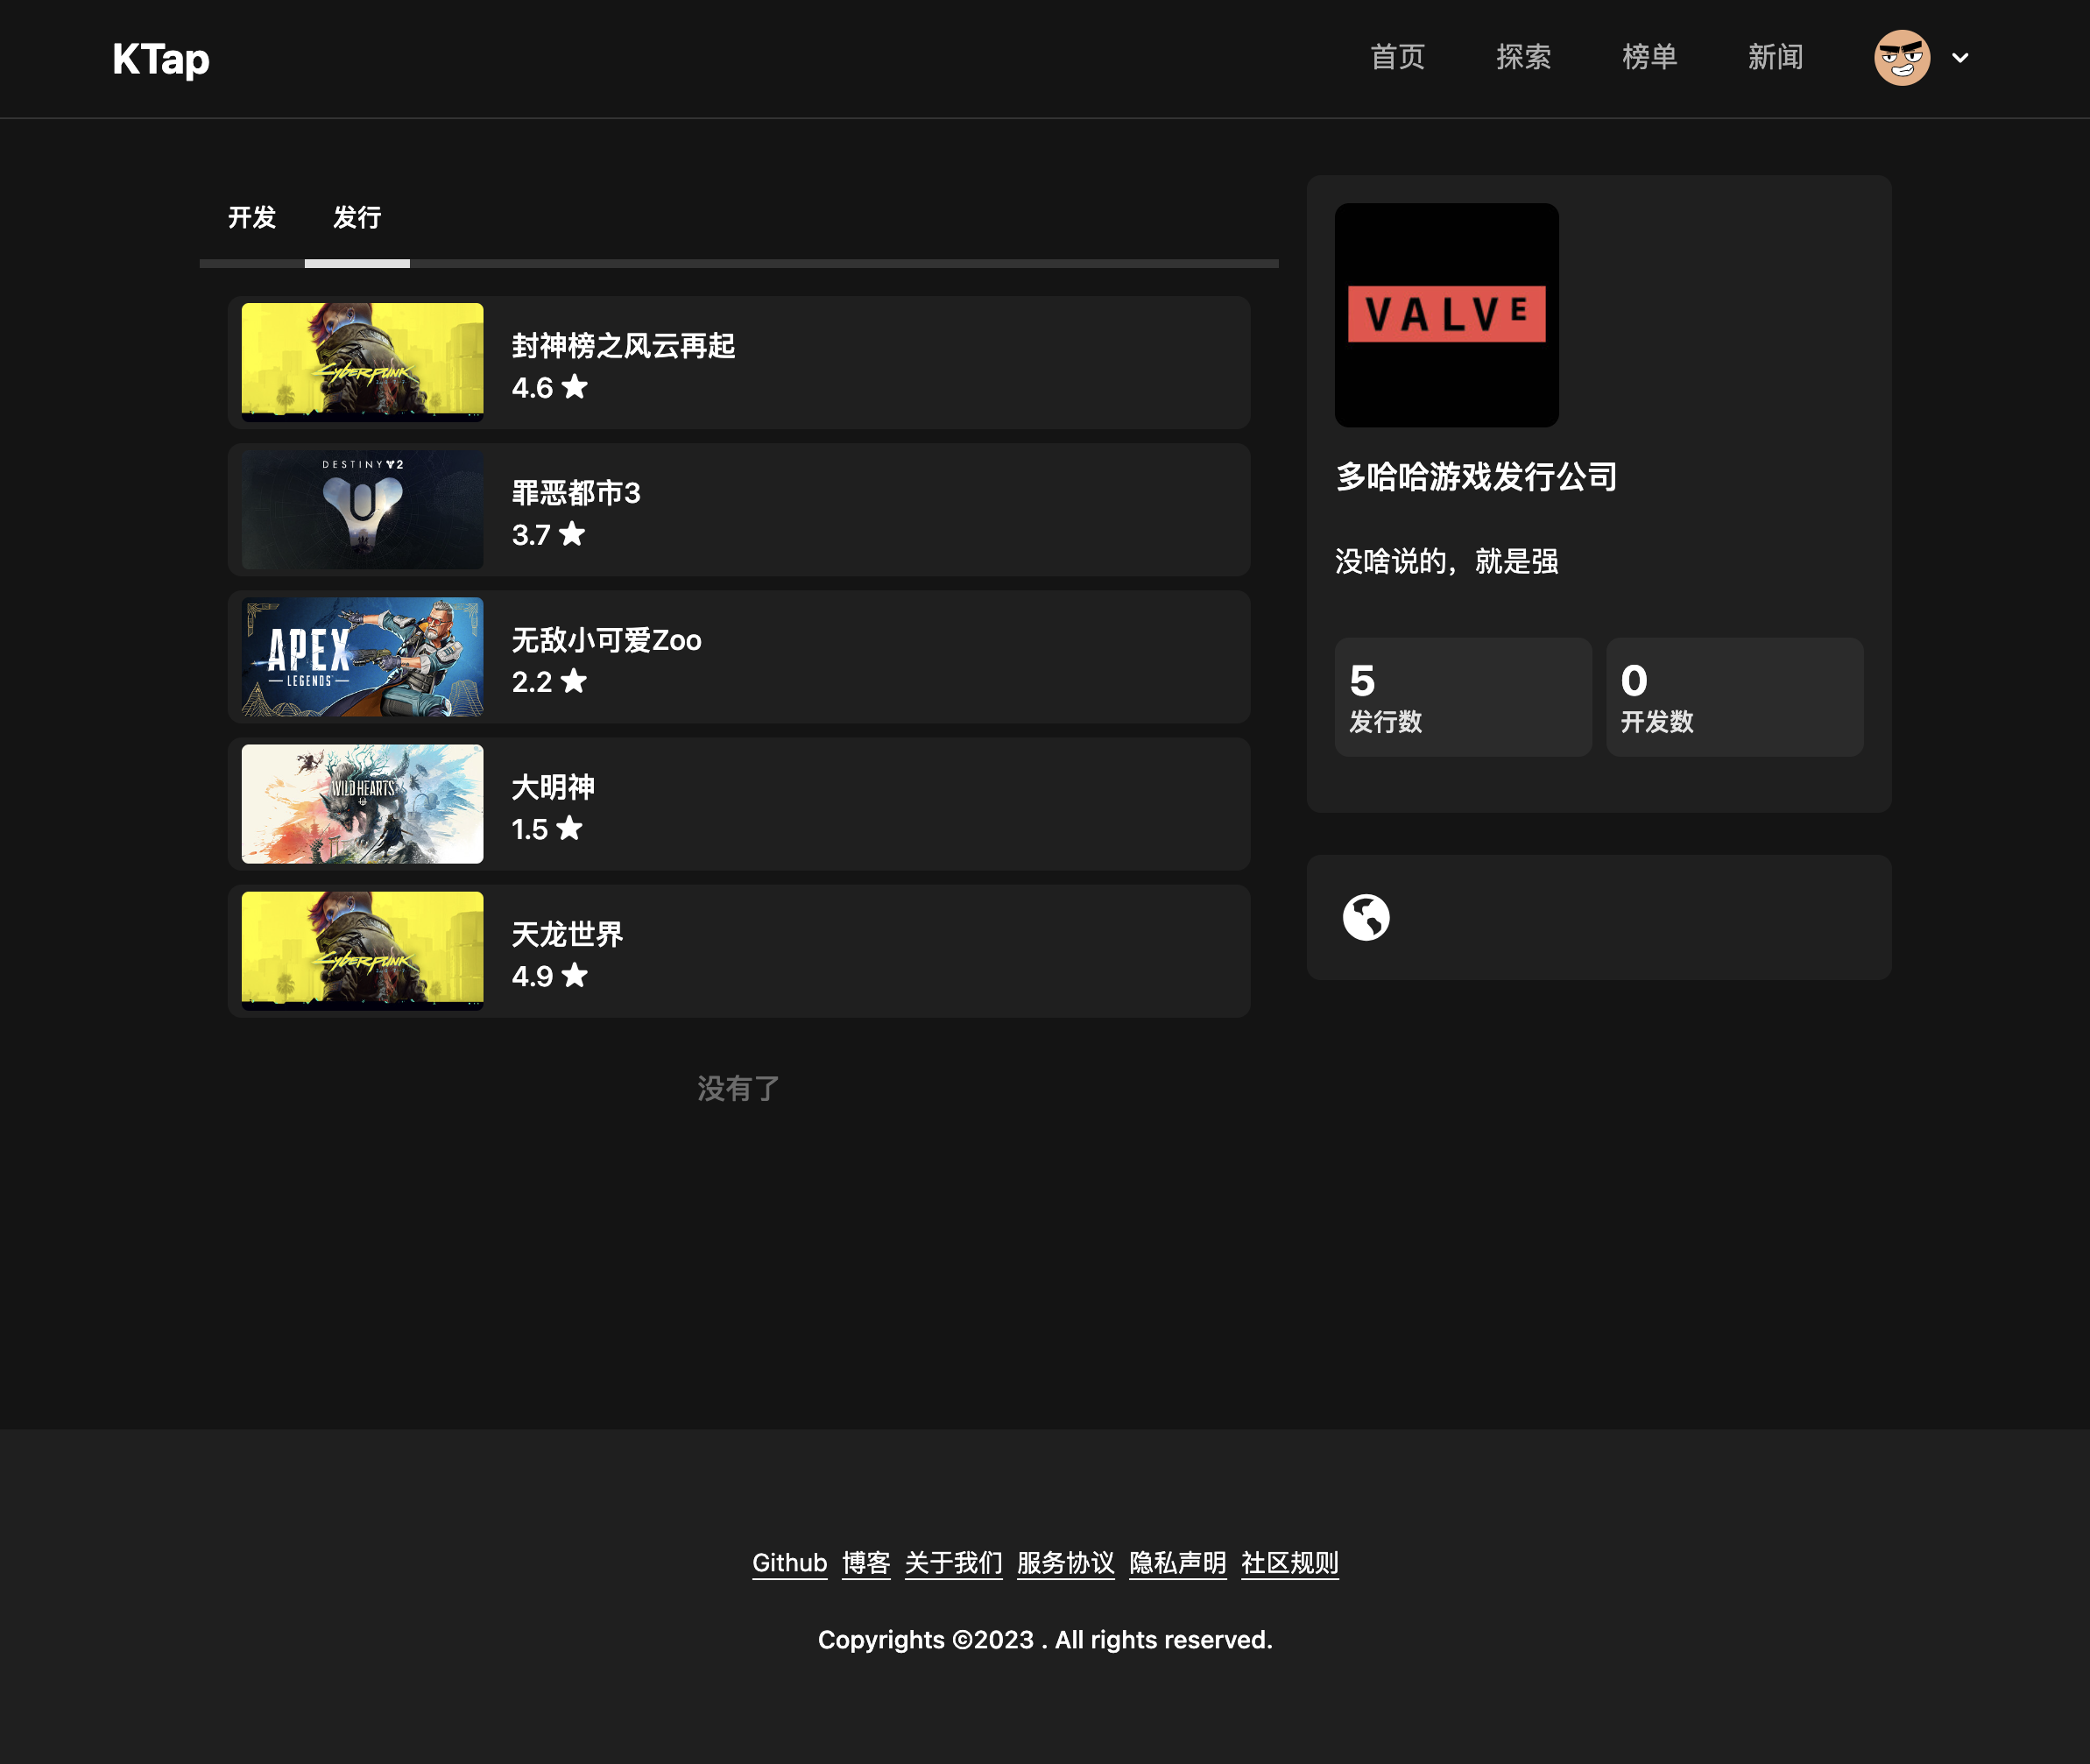 KTap
首页
探索
榜单
新闻
开发
发行
CYBERPUNK
封神榜之风云再起
4.6
DESTINY 2
罪恶都市3
3.7
APEX
LEGENDS
无敌小可爱Zoo
2.2
WILD HEARTS
大明神
1.5
CYBERPUNK
天龙世界
4.9
没有了
VALVE
多哈哈游戏发行公司
没啥说的，就是强
5
发行数
0
开发数
Github 博客 关于我们 服务协议 隐私声明 社区规则
Copyrights ©2023 . All rights reserved.